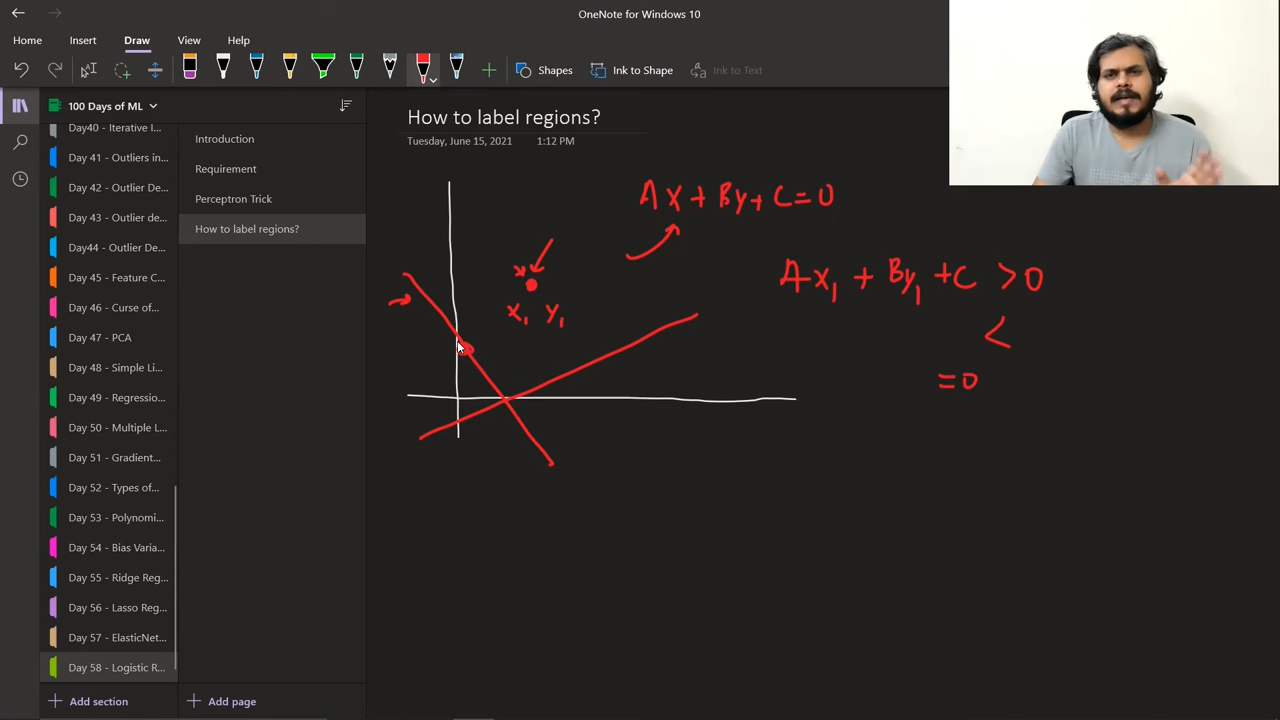 OneNote for Windows 10
Home Insert Draw View Help
Shapes Ink to Shape Ink to Text
100 Days of ML
Day40 - Iterative I...
Day 41 - Outliers in...
Day 42 - Outlier De...
Day 43 - Outlier de...
Day44 - Outlier De...
Day 45 - Feature C...
Day 46 - Curse of...
Day 47 - PCA
Day 48 - Simple Li...
Day 49 - Regressio...
Day 50 - Multiple L...
Day 51 - Gradient...
Day 52 - Types of...
Day 53 - Polynomi...
Day 54 - Bias Varia...
Day 55 - Ridge Reg...
Day 56 - Lasso Reg...
Day 57 - ElasticNet...
Day 58 - Logistic R...
Add section
Introduction
Requirement
Perceptron Trick
How to label regions?
Add page
How to label regions?
Tuesday, June 15, 2021 1:12 PM
Ax + By + C = 0
x₁ y₁
Ax₁ + By₁ + C > 0
<
= 0